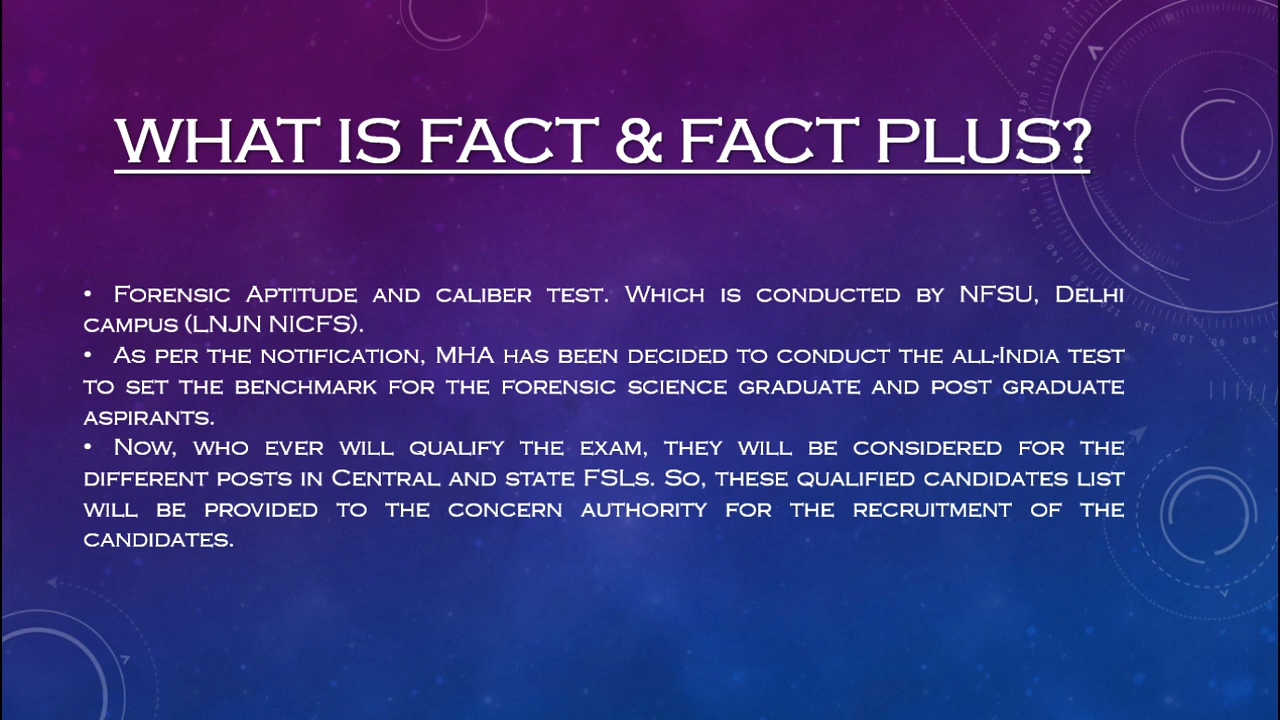 WHAT IS FACT & FACT PLUS?
• FORENSIC APTITUDE AND CALIBER TEST. WHICH IS CONDUCTED BY NFSU, DELHI
CAMPUS (LNJN NICFS).
• AS PER THE NOTIFICATION, MHA HAS BEEN DECIDED TO CONDUCT THE ALL-INDIA TEST
TO SET THE BENCHMARK FOR THE FORENSIC SCIENCE GRADUATE AND POST GRADUATE
ASPIRANTS.
• NOW, WHO EVER WILL QUALIFY THE EXAM, THEY WILL BE CONSIDERED FOR THE
DIFFERENT POSTS IN CENTRAL AND STATE FSLS. SO, THESE QUALIFIED CANDIDATES LIST
WILL BE PROVIDED TO THE CONCERN AUTHORITY FOR THE RECRUITMENT OF THE
CANDIDATES.